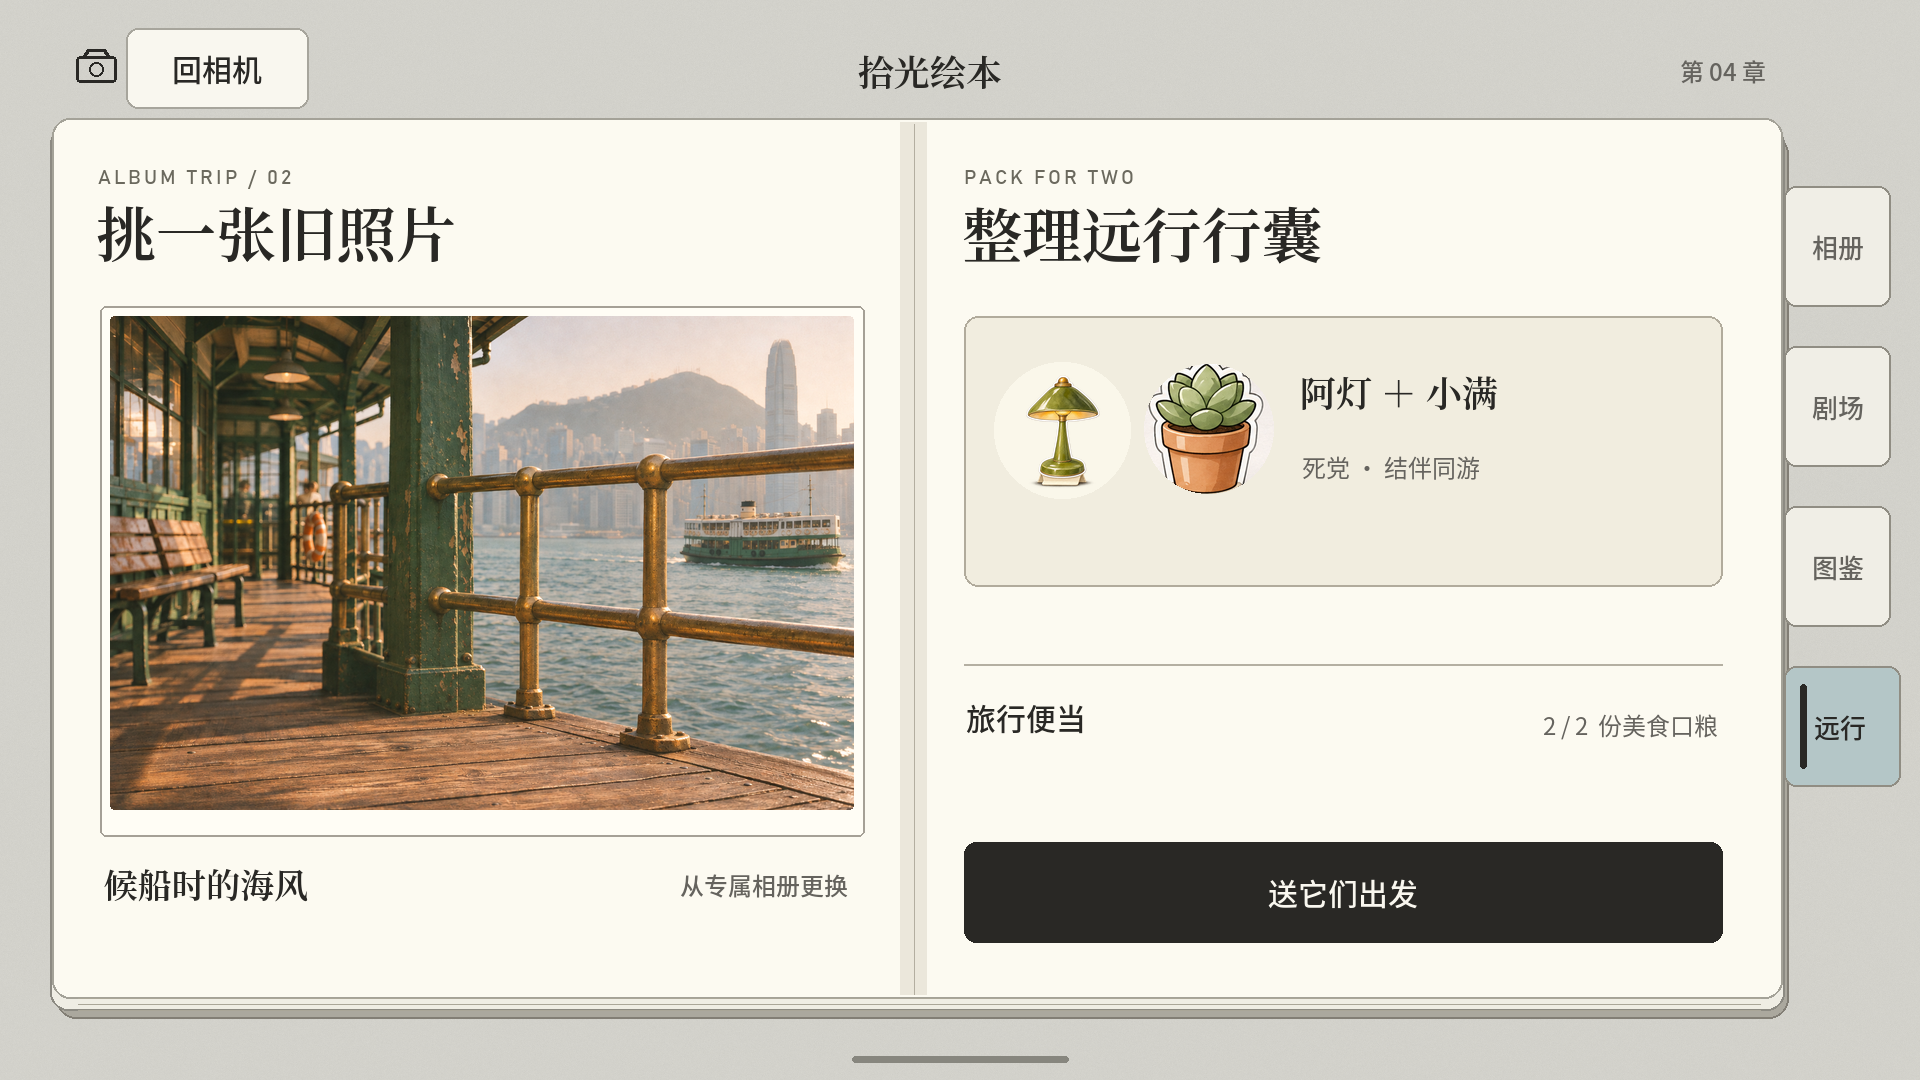 回相机
拾光绘本
第 04 章
ALBUM TRIP / 02
挑一张旧照片
候船时的海风
从专属相册更换
PACK FOR TWO
整理远行行囊
阿灯 + 小满
死党 · 结伴同游
旅行便当
2 / 2 份美食口粮
送它们出发
相册
剧场
图鉴
远行